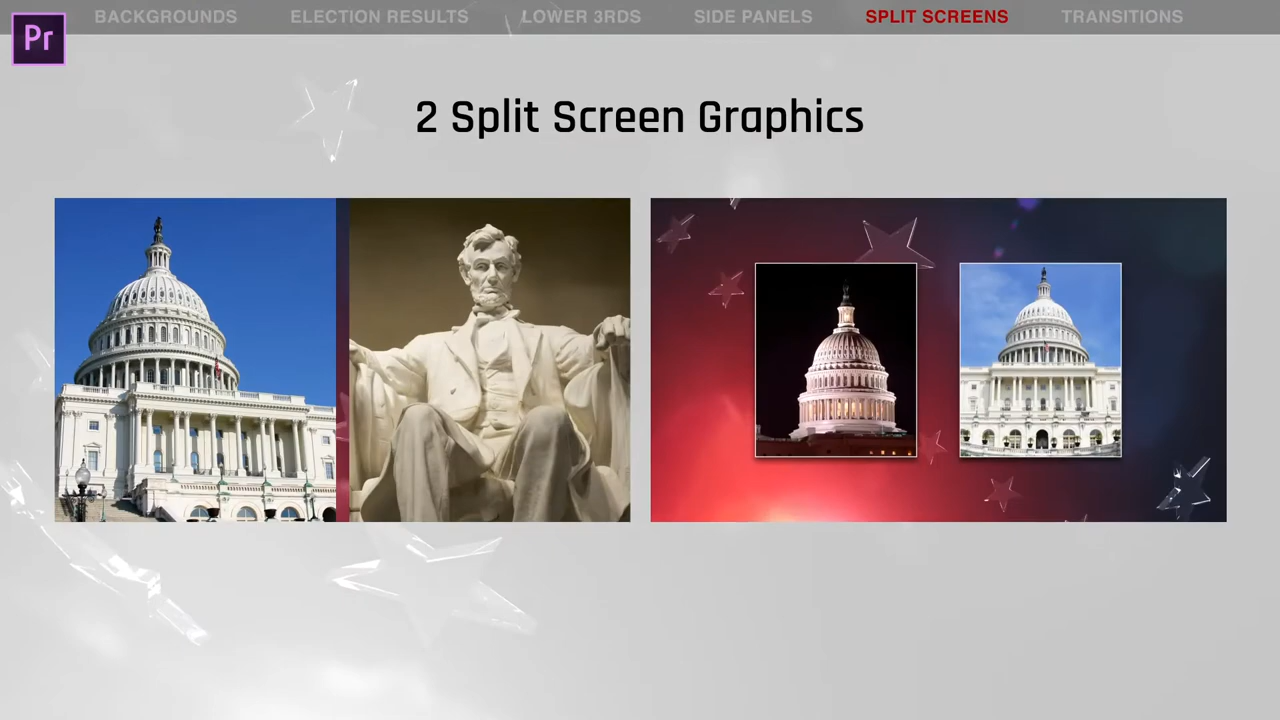 BACKGROUNDS ELECTION RESULTS LOWER 3RDS SIDE PANELS SPLIT SCREENS TRANSITIONS
Pr
2 Split Screen Graphics